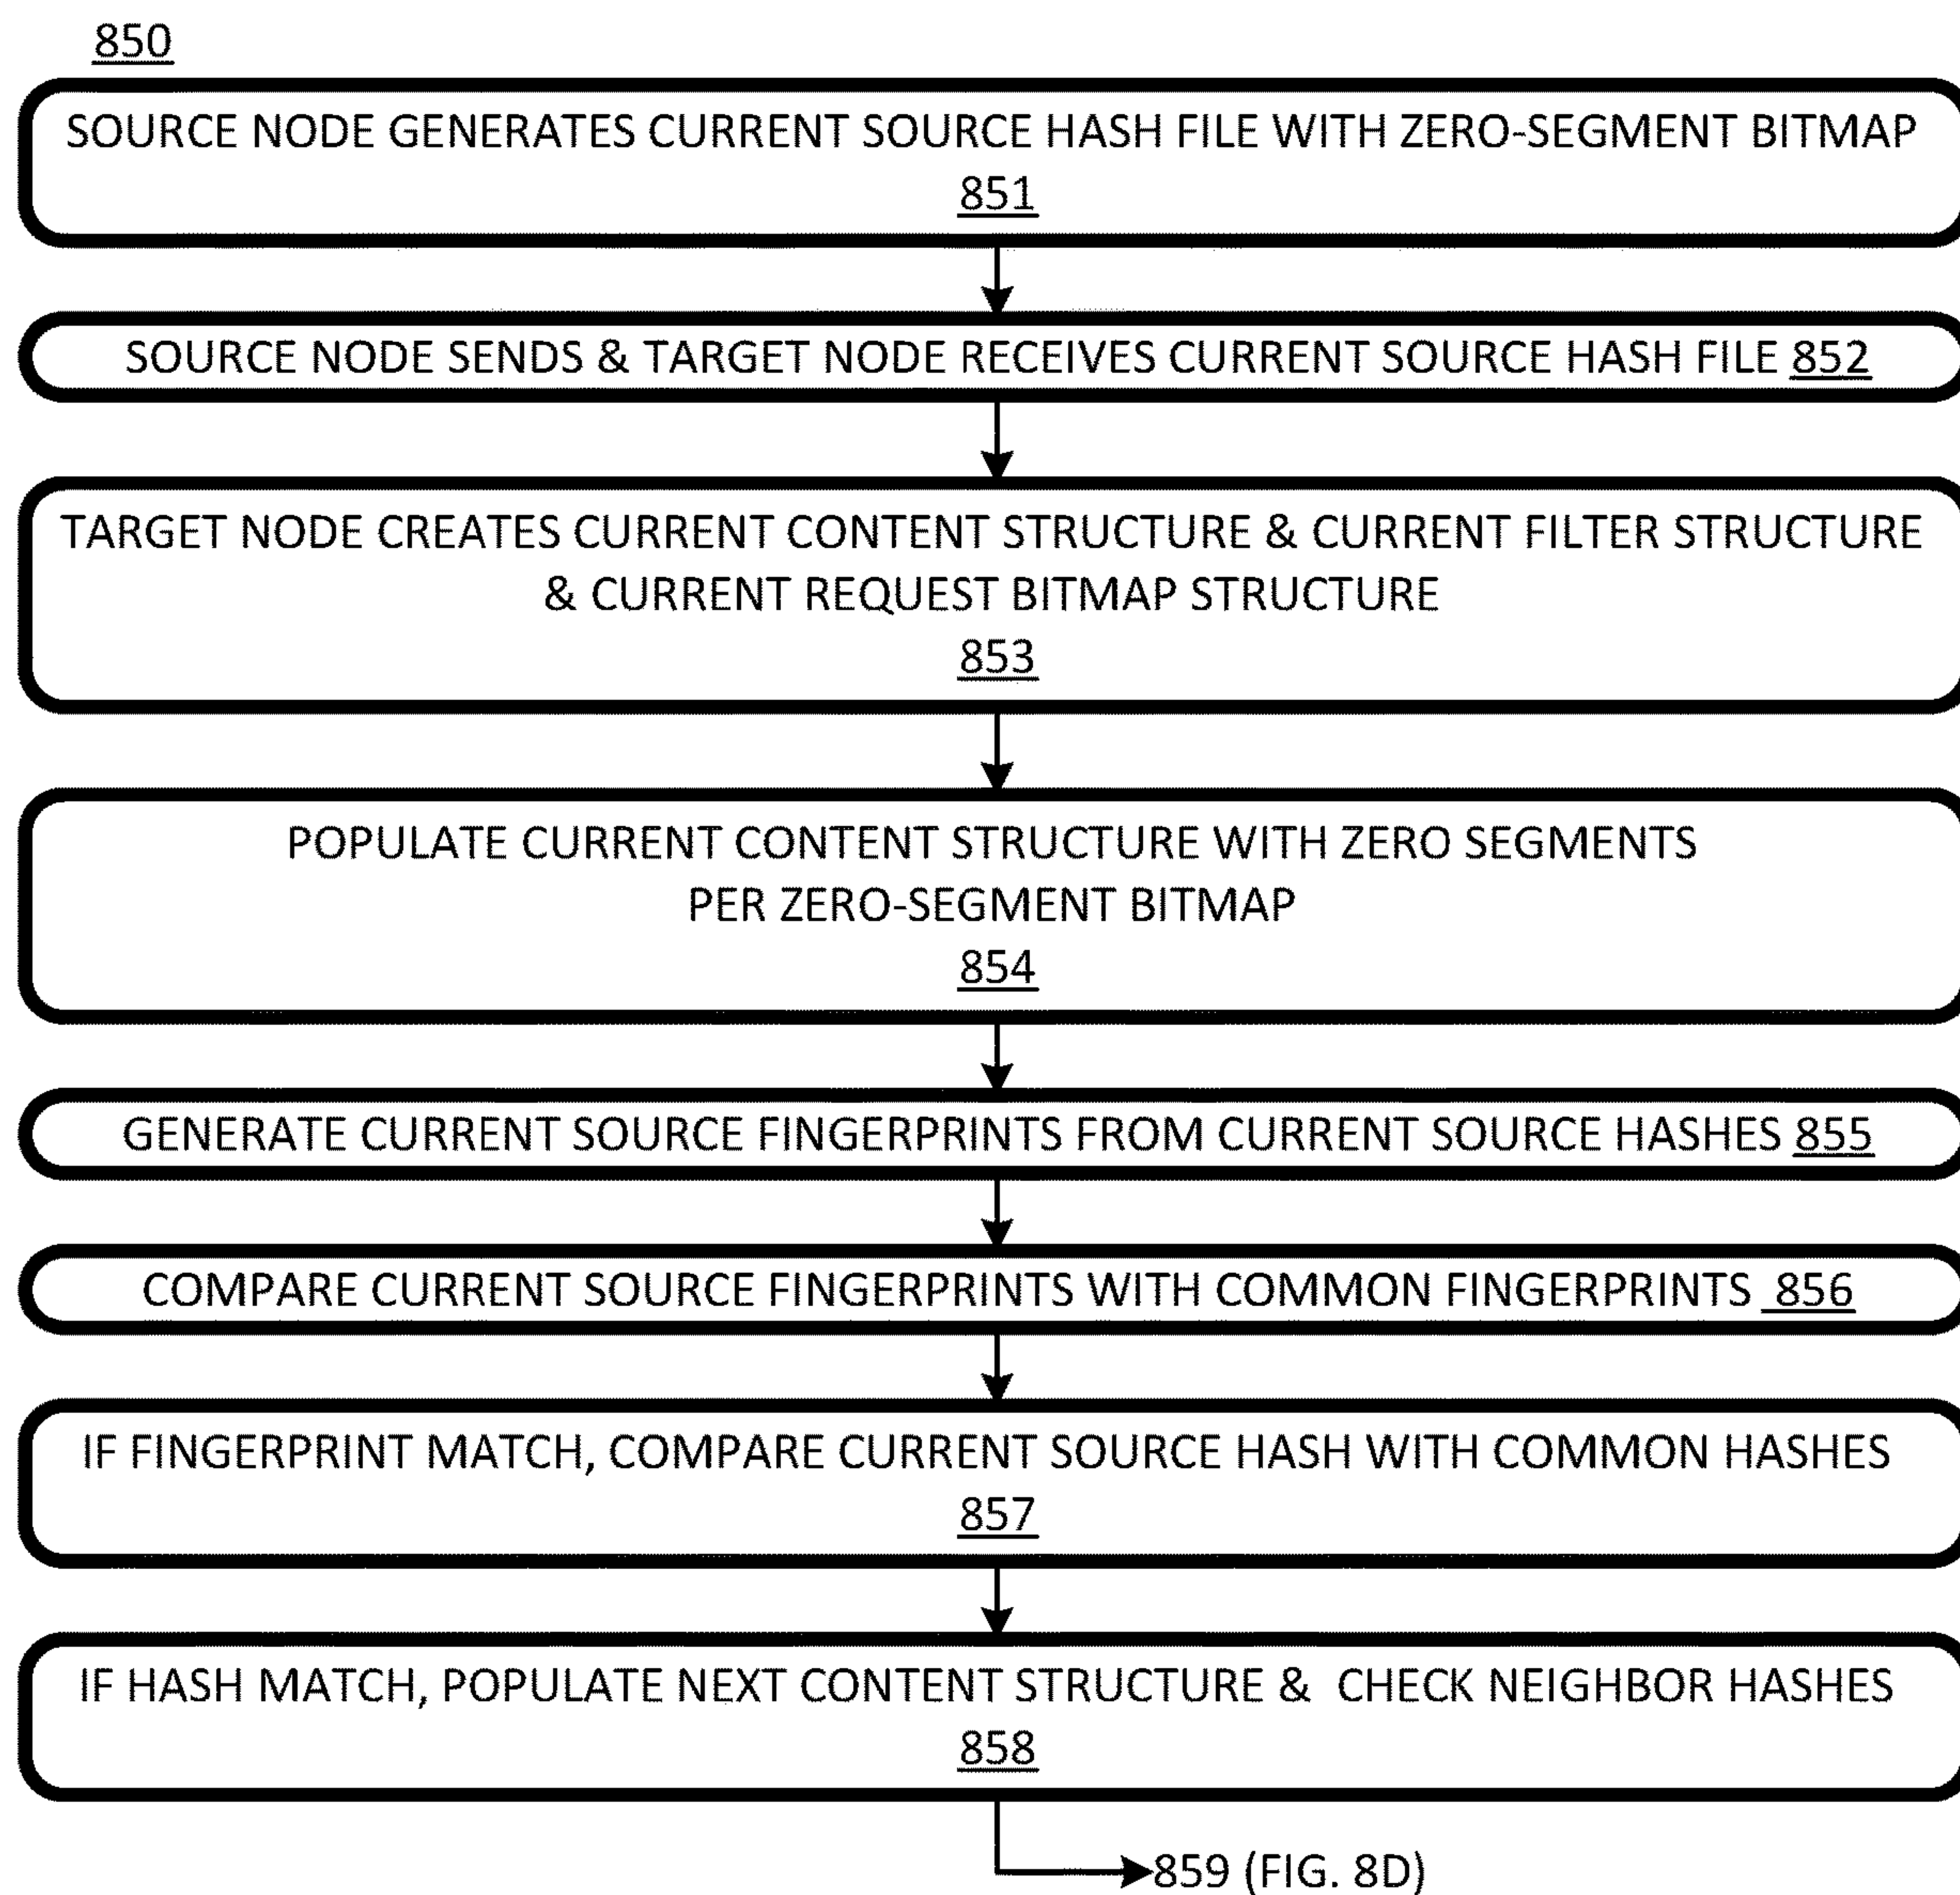 850
SOURCE NODE GENERATES CURRENT SOURCE HASH FILE WITH ZERO-SEGMENT BITMAP
851
SOURCE NODE SENDS & TARGET NODE RECEIVES CURRENT SOURCE HASH FILE 852
TARGET NODE CREATES CURRENT CONTENT STRUCTURE & CURRENT FILTER STRUCTURE
& CURRENT REQUEST BITMAP STRUCTURE
853
POPULATE CURRENT CONTENT STRUCTURE WITH ZERO SEGMENTS
PER ZERO-SEGMENT BITMAP
854
GENERATE CURRENT SOURCE FINGERPRINTS FROM CURRENT SOURCE HASHES 855
COMPARE CURRENT SOURCE FINGERPRINTS WITH COMMON FINGERPRINTS 856
IF FINGERPRINT MATCH, COMPARE CURRENT SOURCE HASH WITH COMMON HASHES
857
IF HASH MATCH, POPULATE NEXT CONTENT STRUCTURE & CHECK NEIGHBOR HASHES
858
859 (FIG. 8D)